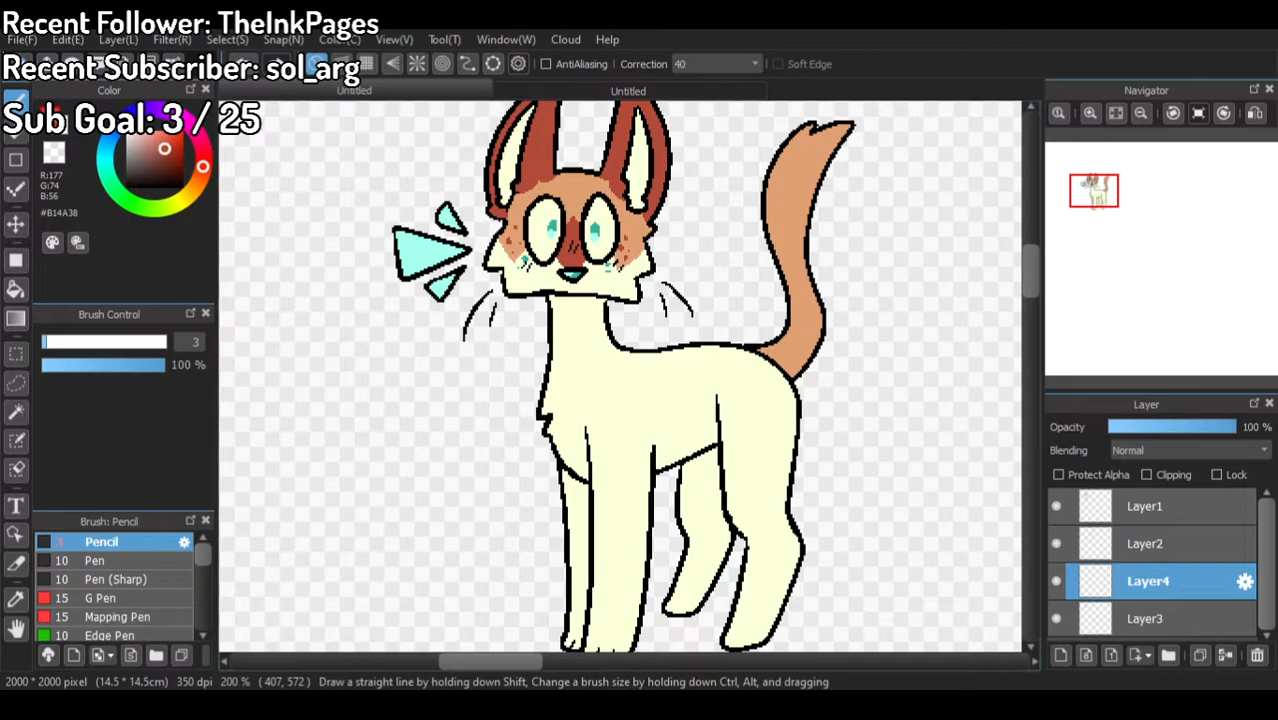 Recent Follower: TheInkPages
File(F) Edit(E) Layer(L) Filter(R) Select(S) Snap(N) Color(C) View(V) Tool(T) Window(W) Cloud Help
Recent Subscriber: sol_arg
AntiAliasing Correction 40 Soft Edge
Sub Goal: 3 / 25
Color
Untitled Untitled
Navigator
R:177
G:74
B:56
#B14A38
Brush Control
3
100 %
Layer
Opacity 100 %
Blending Normal
Protect Alpha Clipping Lock
Layer1
Layer2
Layer4
Layer3
Brush: Pencil
3 Pencil
10 Pen
10 Pen (Sharp)
15 G Pen
15 Mapping Pen
10 Edge Pen
2000 * 2000 pixel (14.5 * 14.5cm) 350 dpi 200 % ( 407, 572 ) Draw a straight line by holding down Shift, Change a brush size by holding down Ctrl, Alt, and dragging